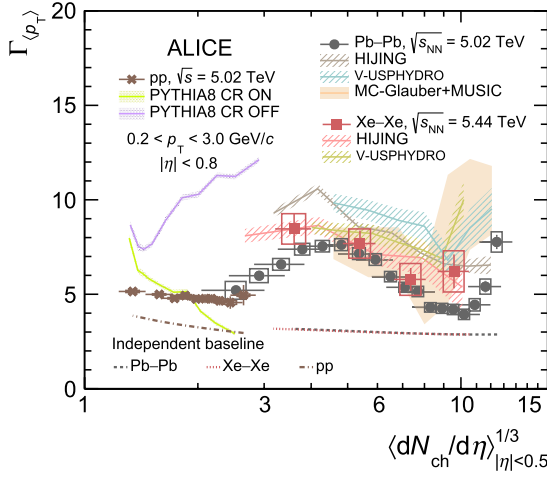 Γ⟨pT⟩
20
15
10
5
0
ALICE
pp, √s = 5.02 TeV
PYTHIA8 CR ON
PYTHIA8 CR OFF
0.2 < pT < 3.0 GeV/c
|η| < 0.8
Pb–Pb, √sNN = 5.02 TeV
HIJING
V-USPHYDRO
MC-Glauber+MUSIC
Xe–Xe, √sNN = 5.44 TeV
HIJING
V-USPHYDRO
Independent baseline
Pb–Pb Xe–Xe pp
1 3 6 10 15
⟨dNch/dη⟩1/3|η|<0.5